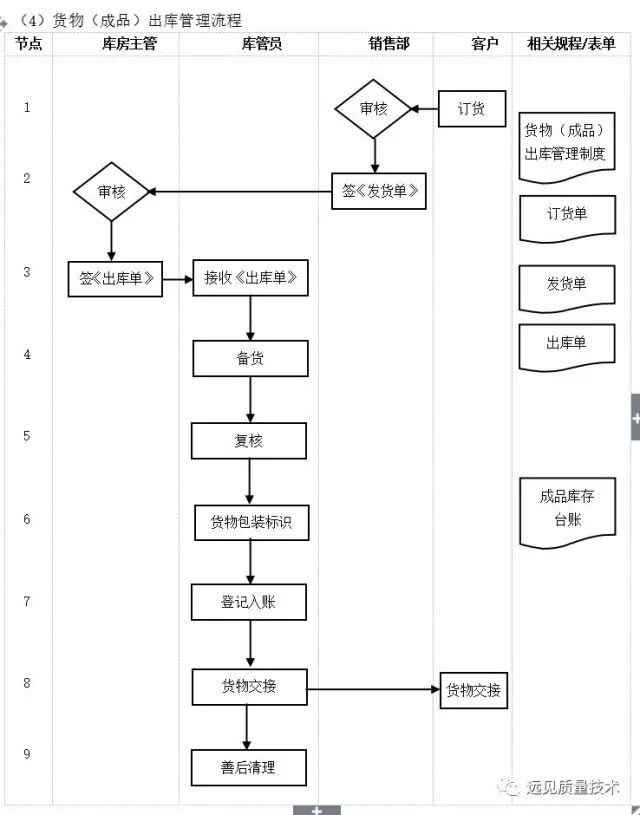 （4）货物（成品）出库管理流程
节点 库房主管 库管员 销售部 客户 相关规程/表单
1
审核
订货
货物（成品）
出库管理制度
2
审核
签《发货单》
订货单
3
签《出库单》
接收《出库单》
发货单
4
备货
出库单
5
复核
6
货物包装标识
成品库存
台账
7
登记入账
8
货物交接
货物交接
9
善后清理
远见质量技术